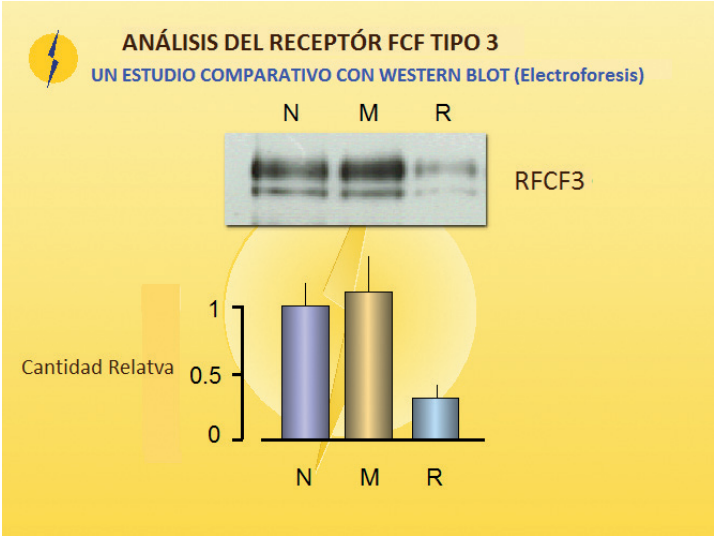 ANÁLISIS DEL RECEPTÓR FCF TIPO 3
UN ESTUDIO COMPARATIVO CON WESTERN BLOT (Electroforesis)
N M R
RFCF3
1
Cantidad Relatva
0.5
0
N M R